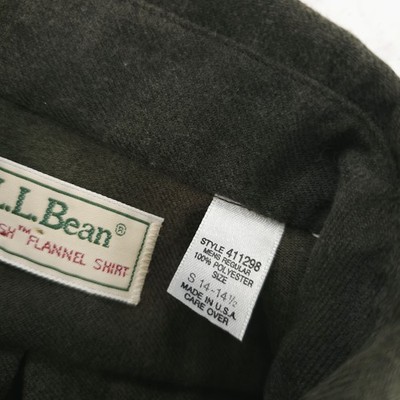 L.L.Bean®
SH™ FLANNEL SHIRT
STYLE 411298
MENS REGULAR
100% POLYESTER
SIZE
S 14-14½
MADE IN U.S.A.
CARE OVER